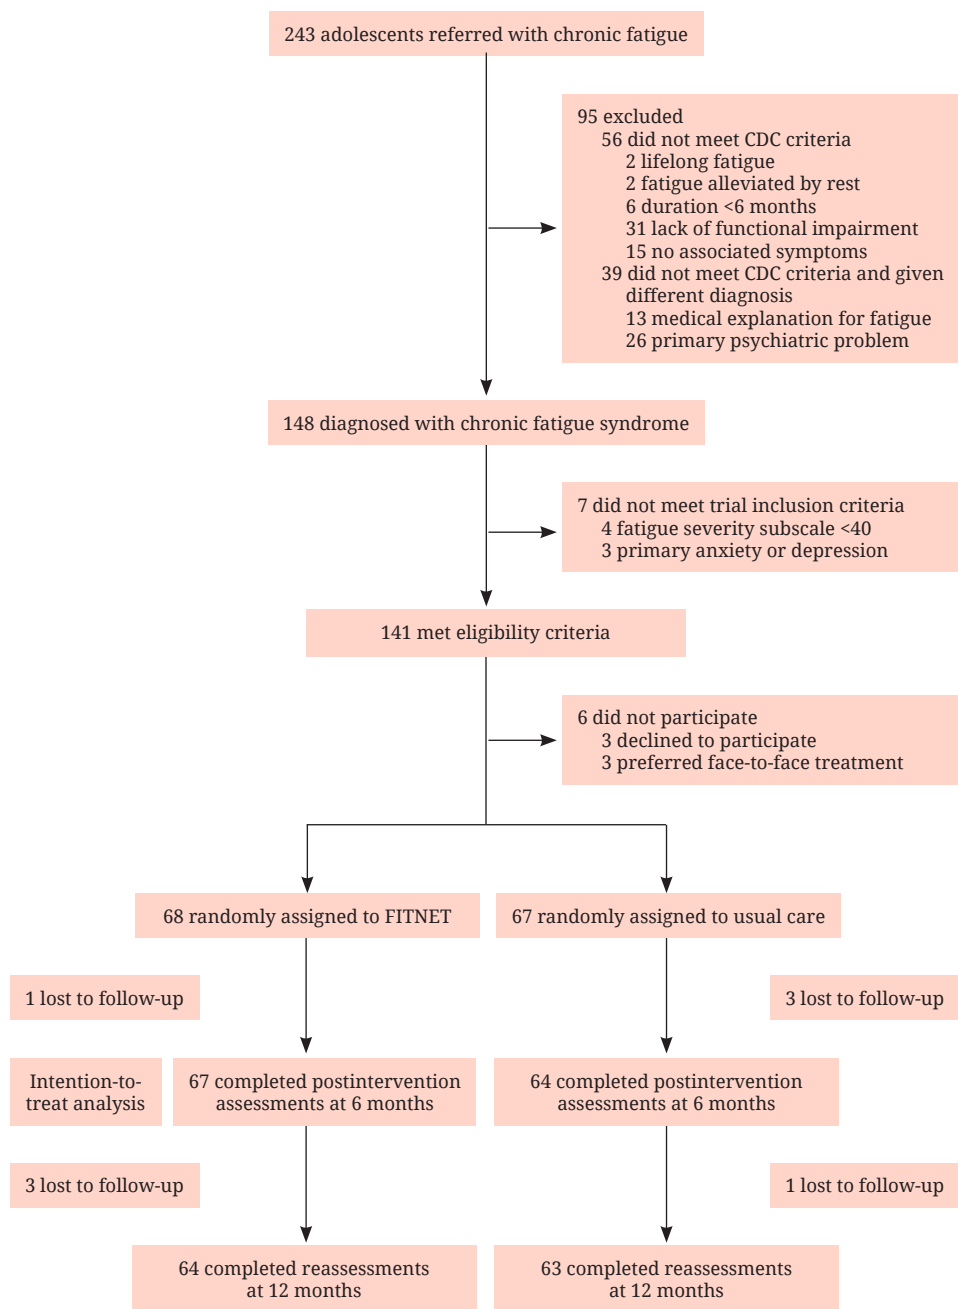 243 adolescents referred with chronic fatigue
95 excluded
56 did not meet CDC criteria
2 lifelong fatigue
2 fatigue alleviated by rest
6 duration <6 months
31 lack of functional impairment
15 no associated symptoms
39 did not meet CDC criteria and given
different diagnosis
13 medical explanation for fatigue
26 primary psychiatric problem
148 diagnosed with chronic fatigue syndrome
7 did not meet trial inclusion criteria
4 fatigue severity subscale <40
3 primary anxiety or depression
141 met eligibility criteria
6 did not participate
3 declined to participate
3 preferred face-to-face treatment
68 randomly assigned to FITNET
67 randomly assigned to usual care
1 lost to follow-up
3 lost to follow-up
Intention-to-
treat analysis
67 completed postintervention
assessments at 6 months
64 completed postintervention
assessments at 6 months
3 lost to follow-up
1 lost to follow-up
64 completed reassessments
at 12 months
63 completed reassessments
at 12 months